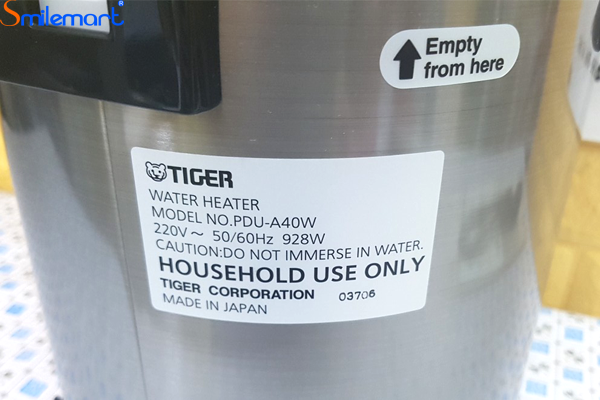 Smilemart®
Empty
from here
TIGER
WATER HEATER
MODEL NO.PDU-A40W
220V～ 50/60Hz 928W
CAUTION:DO NOT IMMERSE IN WATER.
HOUSEHOLD USE ONLY
TIGER CORPORATION 03706
MADE IN JAPAN